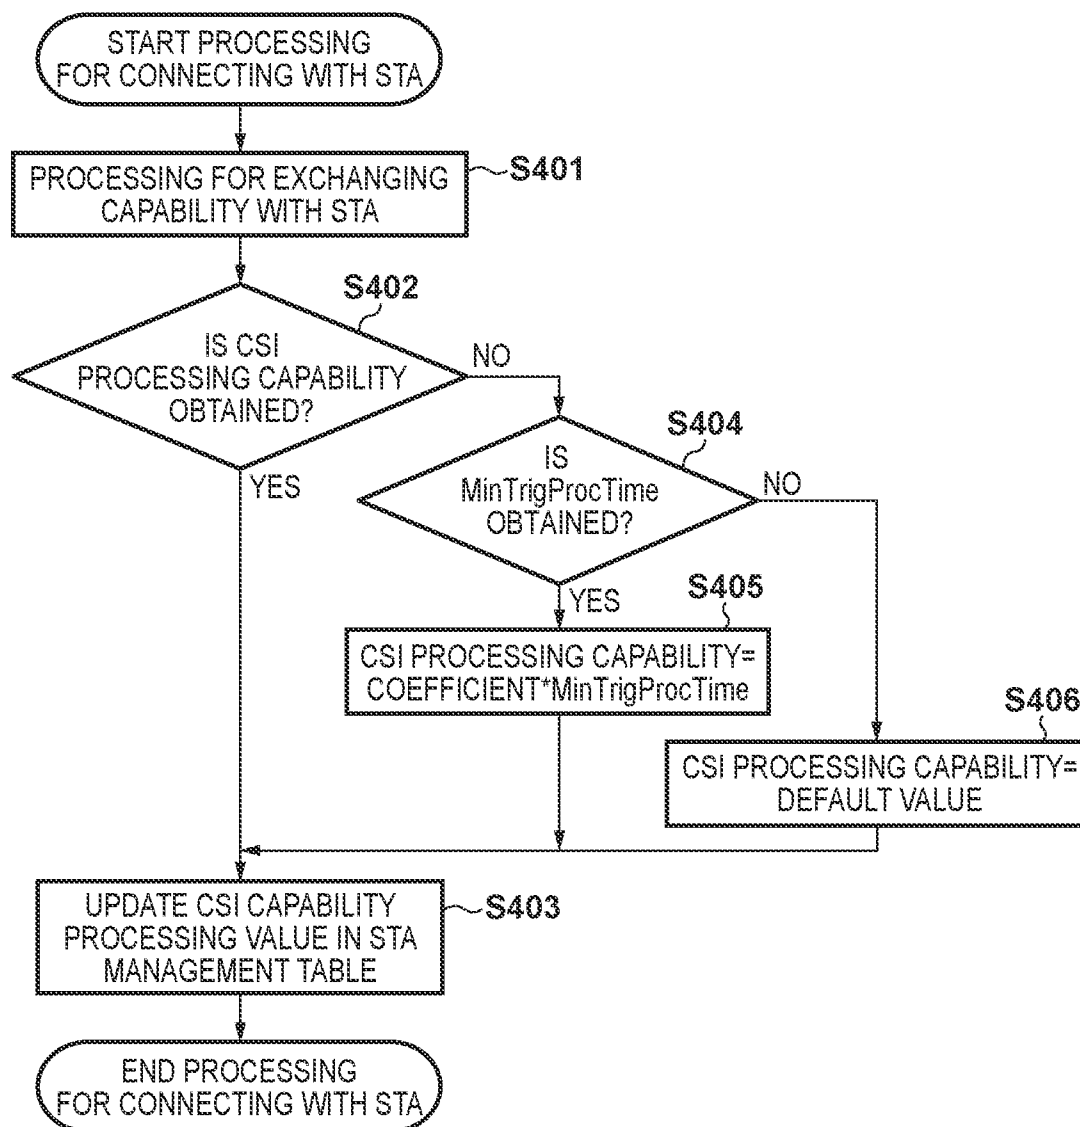 START PROCESSING
FOR CONNECTING WITH STA
PROCESSING FOR EXCHANGING
CAPABILITY WITH STA
S401
S402
IS CSI
PROCESSING CAPABILITY
OBTAINED?
NO
YES
S404
IS
MinTrigProcTime
OBTAINED?
NO
YES
S405
CSI PROCESSING CAPABILITY=
COEFFICIENT*MinTrigProcTime
S406
CSI PROCESSING CAPABILITY=
DEFAULT VALUE
UPDATE CSI CAPABILITY
PROCESSING VALUE IN STA
MANAGEMENT TABLE
S403
END PROCESSING
FOR CONNECTING WITH STA